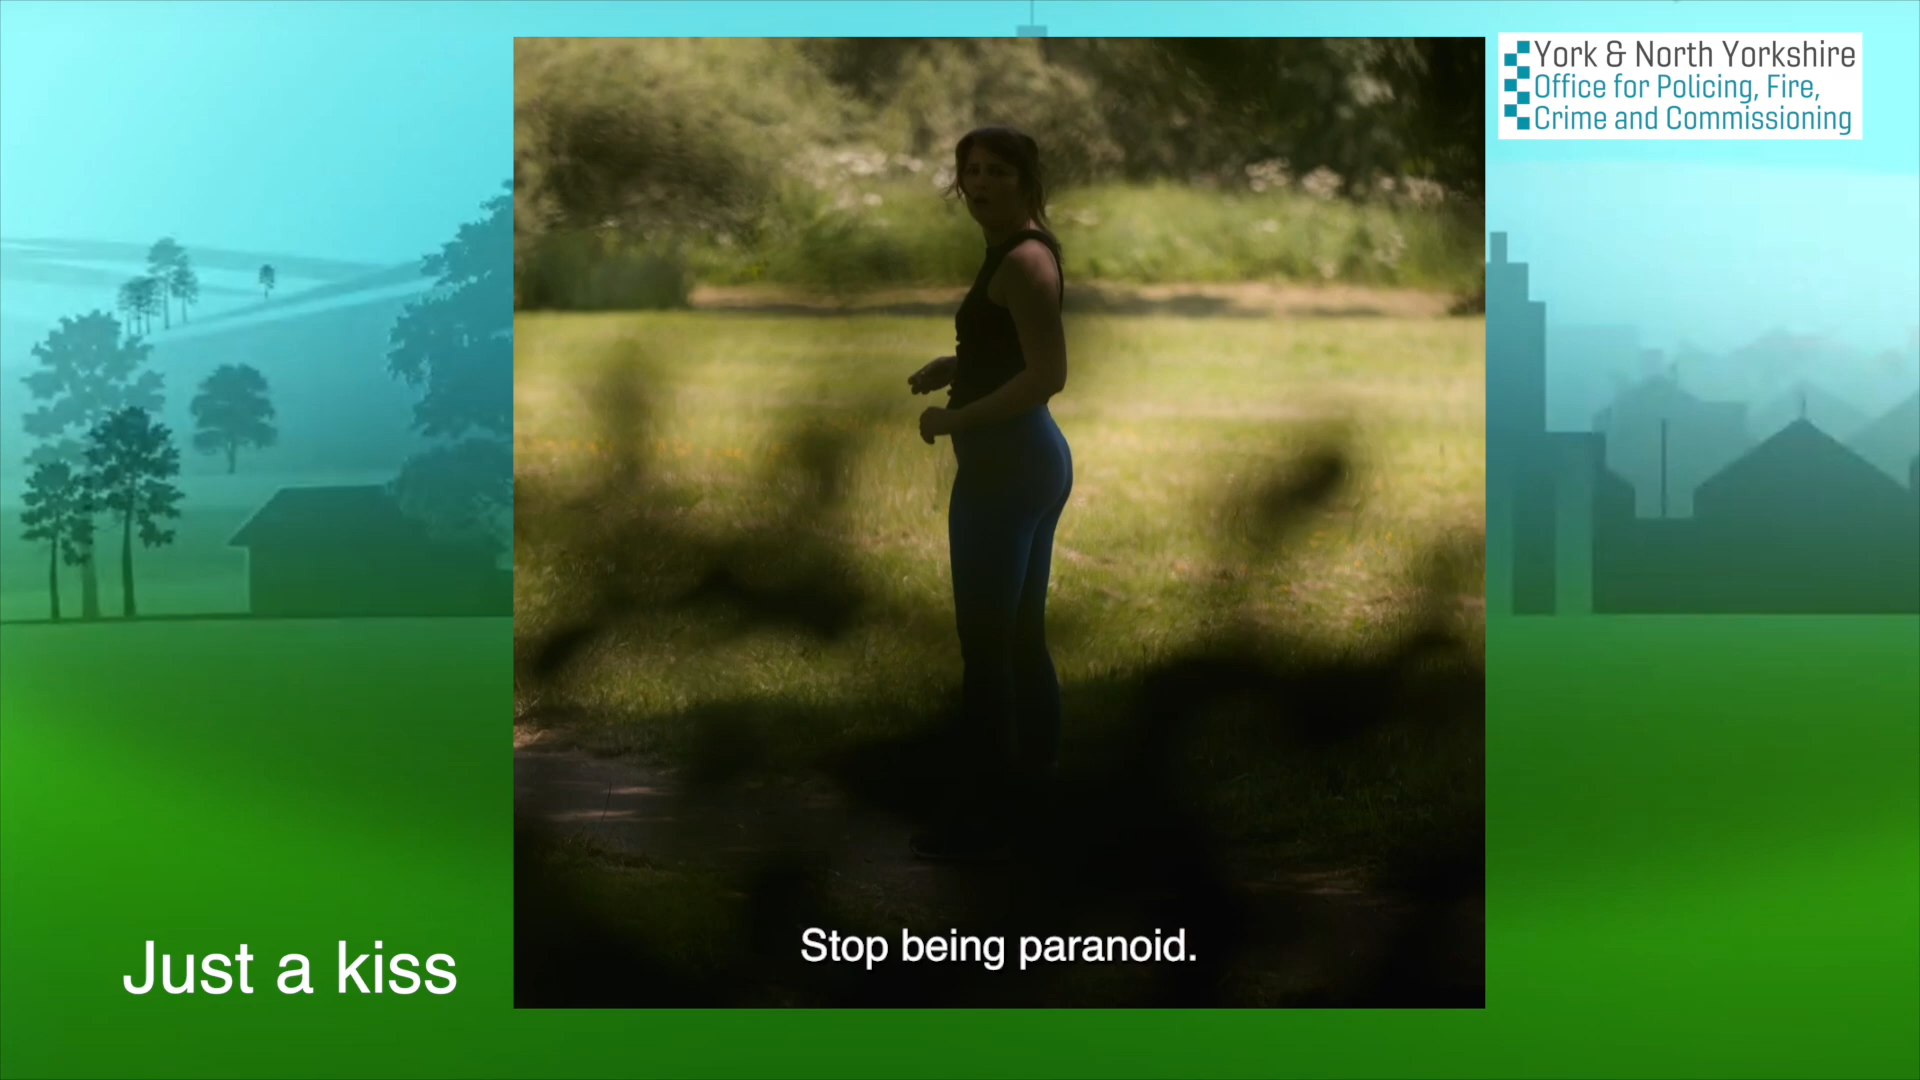 York & North Yorkshire
Office for Policing, Fire,
Crime and Commissioning
Stop being paranoid.
Just a kiss